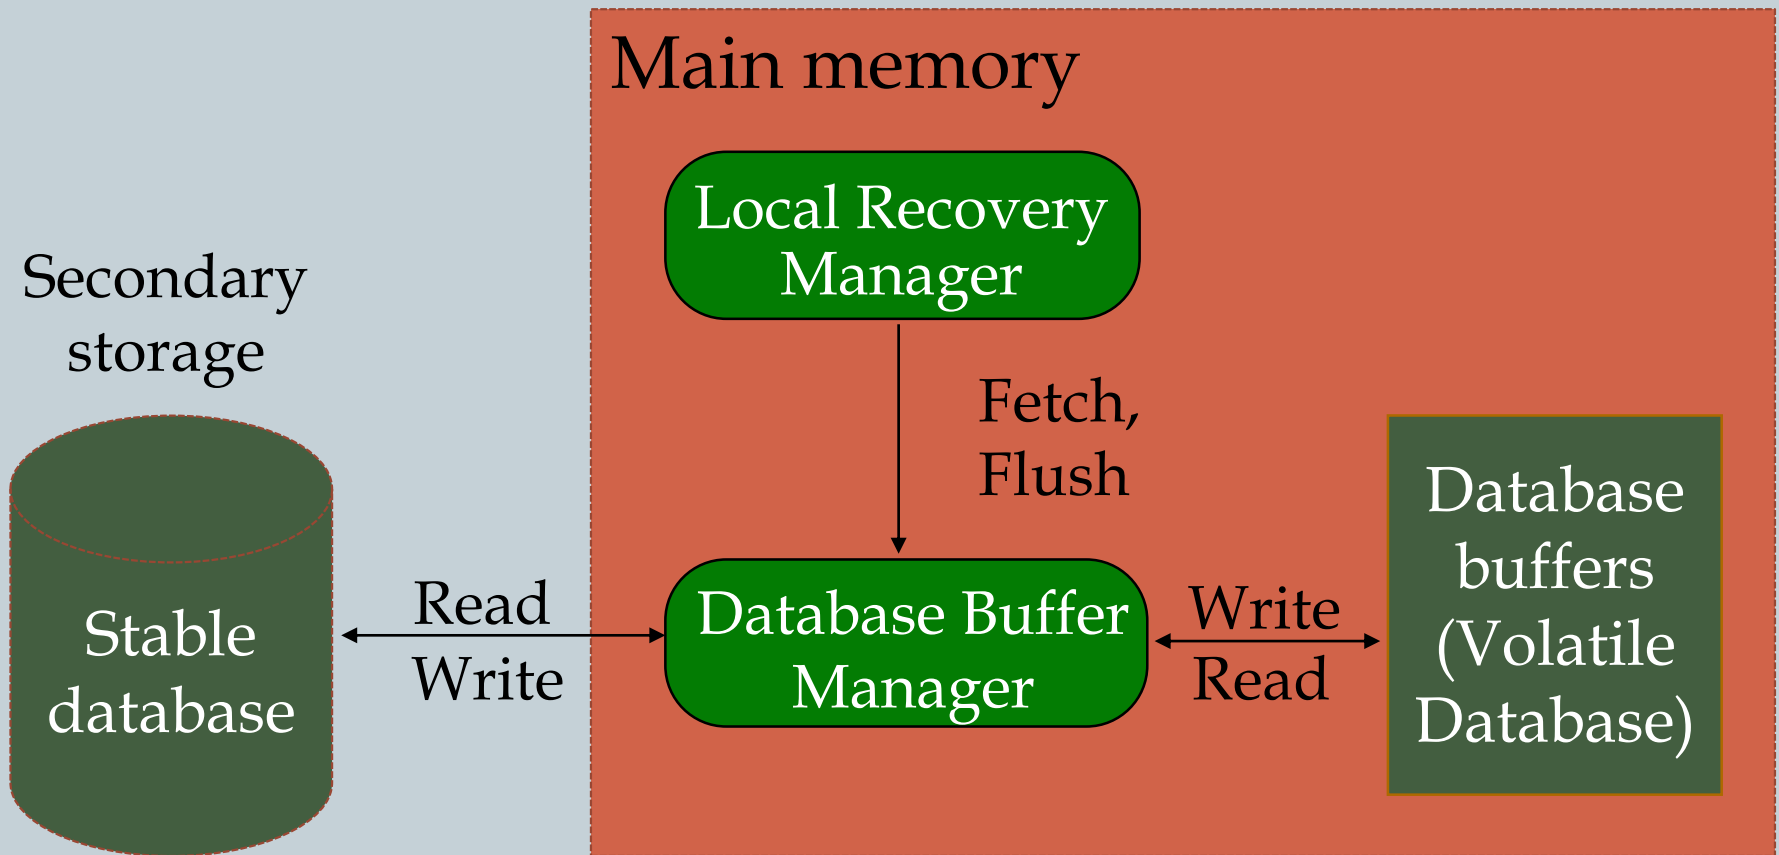 Main memory
Local Recovery
Manager
Secondary
storage
Fetch,
Flush
Stable
database
Read
Write
Database Buffer
Manager
Write
Read
Database
buffers
(Volatile
Database)